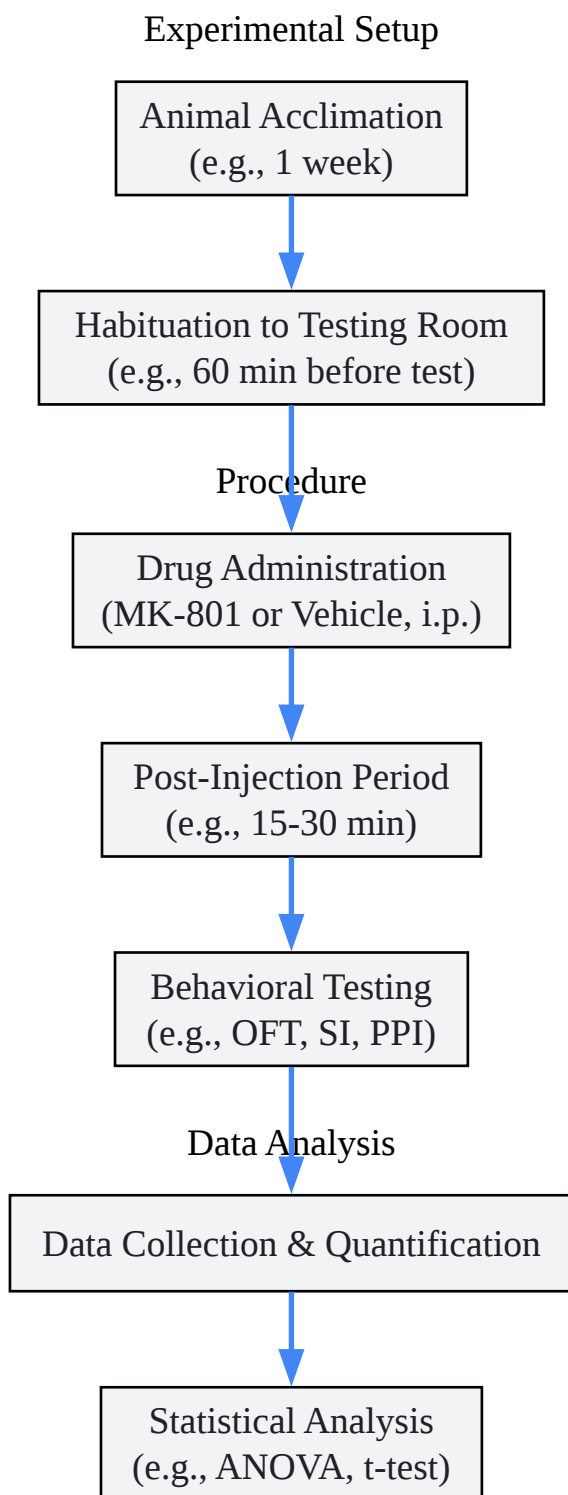 Experimental Setup
Animal Acclimation
(e.g., 1 week)
Habituation to Testing Room
(e.g., 60 min before test)
Procedure
Drug Administration
(MK-801 or Vehicle, i.p.)
Post-Injection Period
(e.g., 15-30 min)
Behavioral Testing
(e.g., OFT, SI, PPI)
Data Analysis
Data Collection & Quantification
Statistical Analysis
(e.g., ANOVA, t-test)